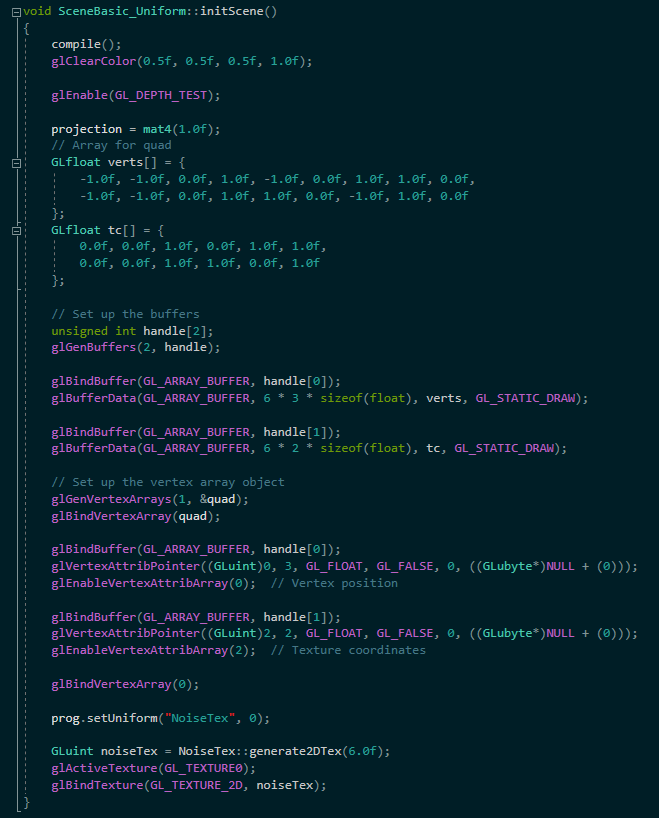 void SceneBasic_Uniform::initScene()
{
    compile();
    glClearColor(0.5f, 0.5f, 0.5f, 1.0f);

    glEnable(GL_DEPTH_TEST);

    projection = mat4(1.0f);
    // Array for quad
    GLfloat verts[] = {
        -1.0f, -1.0f, 0.0f, 1.0f, -1.0f, 0.0f, 1.0f, 1.0f, 0.0f,
        -1.0f, -1.0f, 0.0f, 1.0f, 1.0f, 0.0f, -1.0f, 1.0f, 0.0f
    };
    GLfloat tc[] = {
        0.0f, 0.0f, 1.0f, 0.0f, 1.0f, 1.0f,
        0.0f, 0.0f, 1.0f, 1.0f, 0.0f, 1.0f
    };

    // Set up the buffers
    unsigned int handle[2];
    glGenBuffers(2, handle);

    glBindBuffer(GL_ARRAY_BUFFER, handle[0]);
    glBufferData(GL_ARRAY_BUFFER, 6 * 3 * sizeof(float), verts, GL_STATIC_DRAW);

    glBindBuffer(GL_ARRAY_BUFFER, handle[1]);
    glBufferData(GL_ARRAY_BUFFER, 6 * 2 * sizeof(float), tc, GL_STATIC_DRAW);

    // Set up the vertex array object
    glGenVertexArrays(1, &quad);
    glBindVertexArray(quad);

    glBindBuffer(GL_ARRAY_BUFFER, handle[0]);
    glVertexAttribPointer((GLuint)0, 3, GL_FLOAT, GL_FALSE, 0, ((GLubyte*)NULL + (0)));
    glEnableVertexAttribArray(0);  // Vertex position

    glBindBuffer(GL_ARRAY_BUFFER, handle[1]);
    glVertexAttribPointer((GLuint)2, 2, GL_FLOAT, GL_FALSE, 0, ((GLubyte*)NULL + (0)));
    glEnableVertexAttribArray(2);  // Texture coordinates

    glBindVertexArray(0);

    prog.setUniform("NoiseTex", 0);

    GLuint noiseTex = NoiseTex::generate2DTex(6.0f);
    glActiveTexture(GL_TEXTURE0);
    glBindTexture(GL_TEXTURE_2D, noiseTex);
}